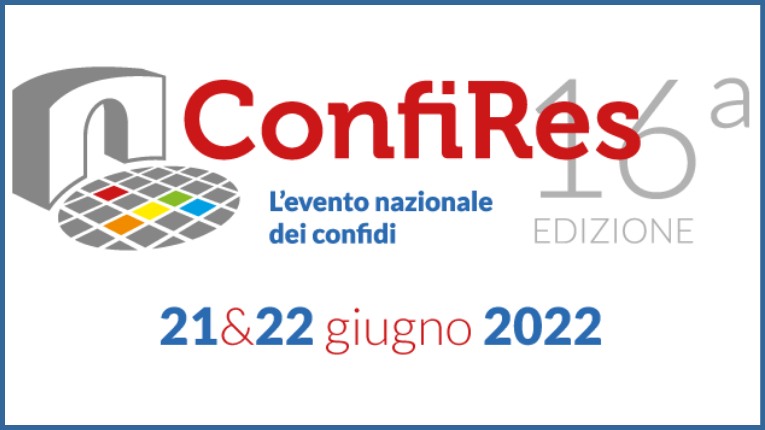 ConfiRes
16a
L'evento nazionale
dei confidi
EDIZIONE
21&22 giugno 2022